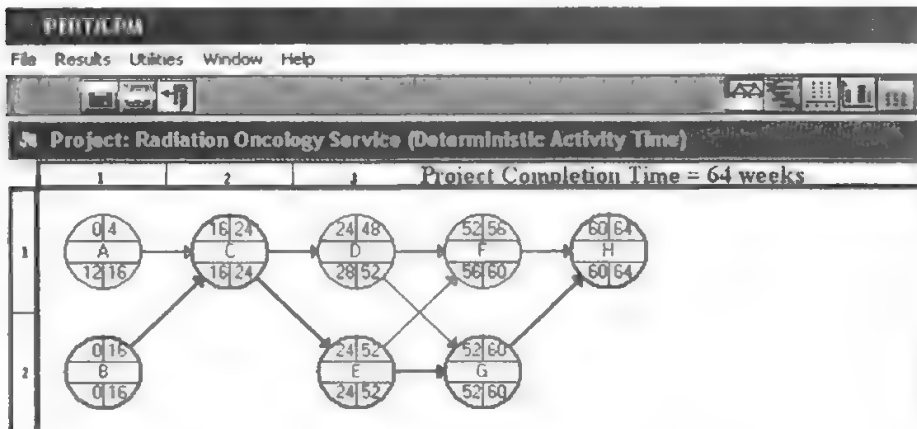 PERT/CPM
File Results Utilities Window Help
Project: Radiation Oncology Service (Deterministic Activity Time)
1 2 3 Project Completion Time = 64 weeks
1
0 4 16 24 24 48 52 56 60 64
A C D F H
12 16 16 24 28 52 56 60 60 64
0 16 24 52 52 60
2 B E G
0 16 24 52 52 60